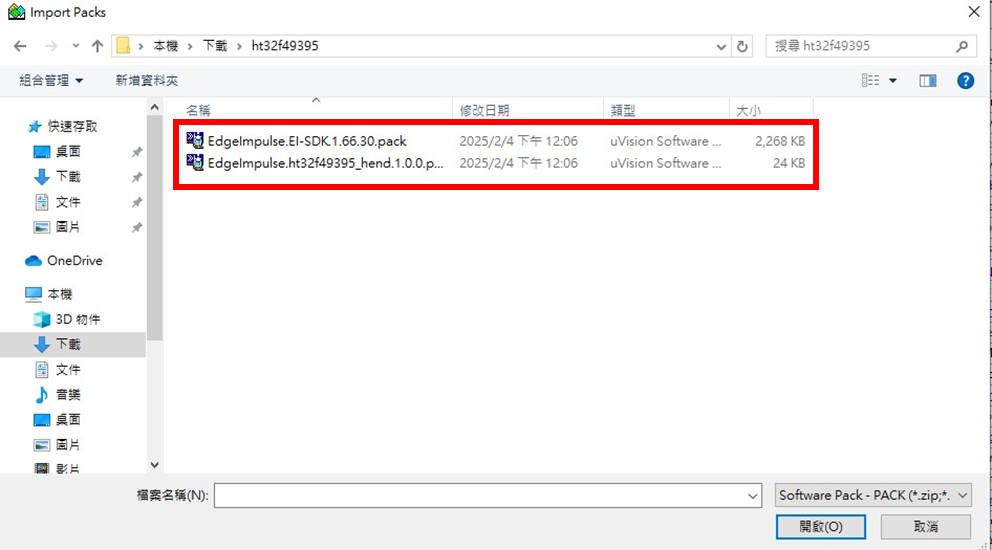 Import Packs
本機 下載 ht32f49395
搜尋 ht32f49395
組合管理 新增資料夾
名稱 修改日期 類型 大小
EdgeImpulse.EI-SDK.1.66.30.pack 2025/2/4 下午 12:06 uVision Software ... 2,268 KB
EdgeImpulse.ht32f49395_hend.1.0.0.p... 2025/2/4 下午 12:06 uVision Software ... 24 KB
快速存取
桌面
下載
文件
圖片
OneDrive
本機
3D 物件
下載
文件
音樂
桌面
圖片
影片
檔案名稱(N):
Software Pack - PACK (*.zip;*.
開啟(O) 取消